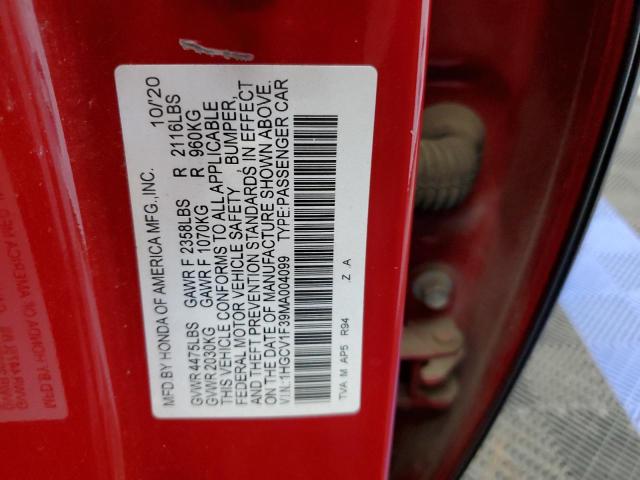 MFD.BY HONDA OF AMERICA MFG.,INC. 10/'20
GVWR 4475LBS GAWR F 2358LBS R 2116LBS
GVWR 2030KG GAWR F 1070KG R 960KG
THIS VEHICLE CONFORMS TO ALL APPLICABLE
FEDERAL MOTOR VEHICLE SAFETY, BUMPER,
AND THEFT PREVENTION STANDARDS IN EFFECT
ON THE DATE OF MANUFACTURE SHOWN ABOVE.
V.I.N.:1HGCV1F39MA004099 TYPE:PASSENGER CAR
TVA M AP5 R94 Z A